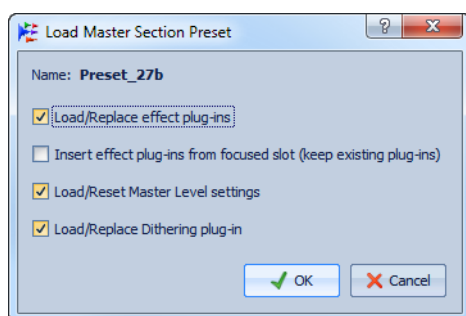 Load Master Section Preset
Name: Preset_27b
Load/Replace effect plug-ins
Insert effect plug-ins from focused slot (keep existing plug-ins)
Load/Reset Master Level settings
Load/Replace Dithering plug-in
OK Cancel